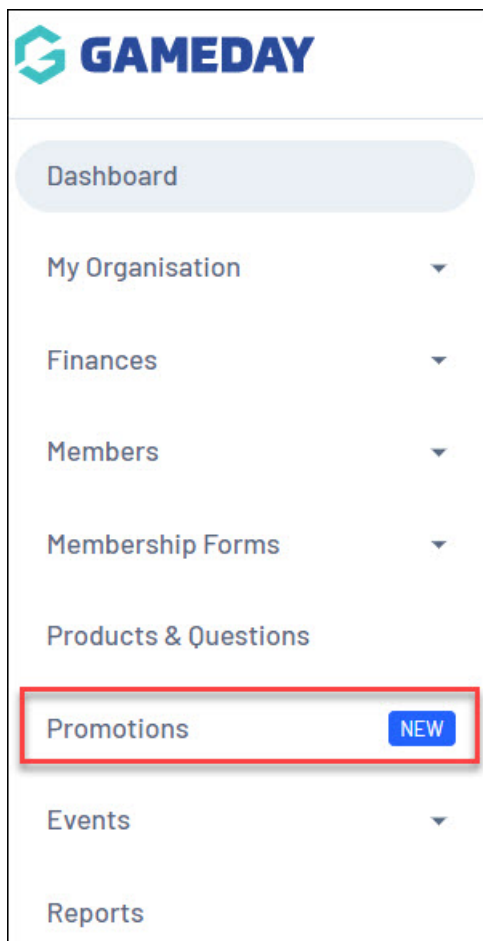 GAMEDAY
Dashboard
My Organisation
Finances
Members
Membership Forms
Products & Questions
Promotions NEW
Events
Reports